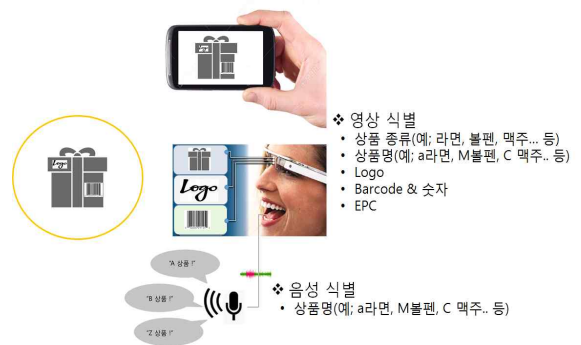 ❖ 영상 식별
• 상품 종류(예; 라면, 볼펜, 맥주... 등)
• 상품명(예; a라면, M볼펜, C 맥주.. 등)
• Logo
• Barcode & 숫자
• EPC
Logo
"A 상품 !"
"B 상품 !"
"Z 상품 !"
❖ 음성 식별
• 상품명(예; a라면, M볼펜, C 맥주.. 등)